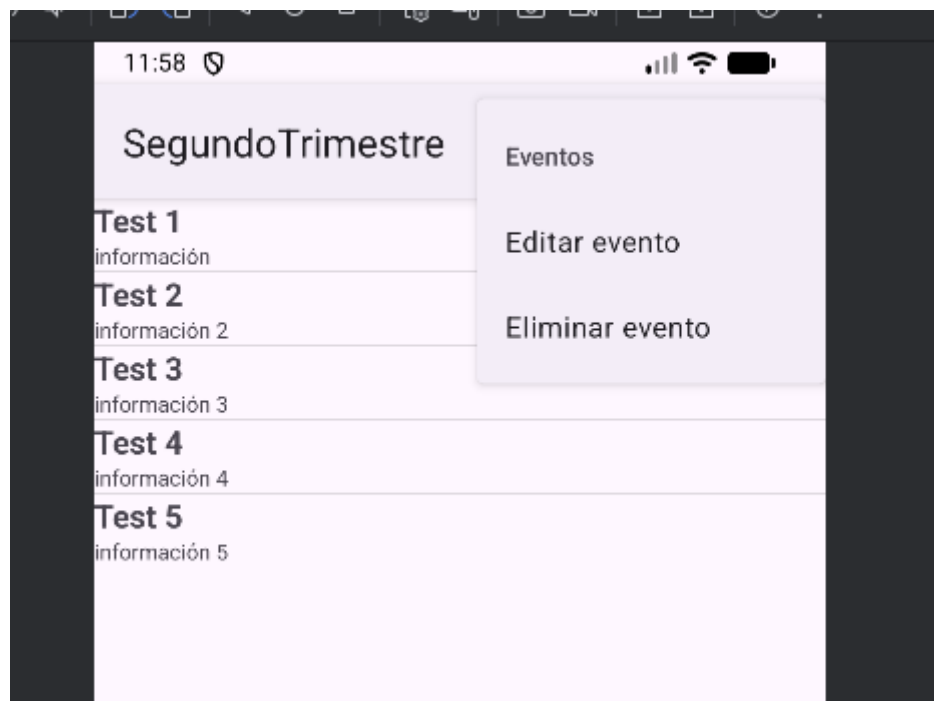 11:58
SegundoTrimestre
Eventos
Editar evento
Eliminar evento
Test 1
información
Test 2
información 2
Test 3
información 3
Test 4
información 4
Test 5
información 5